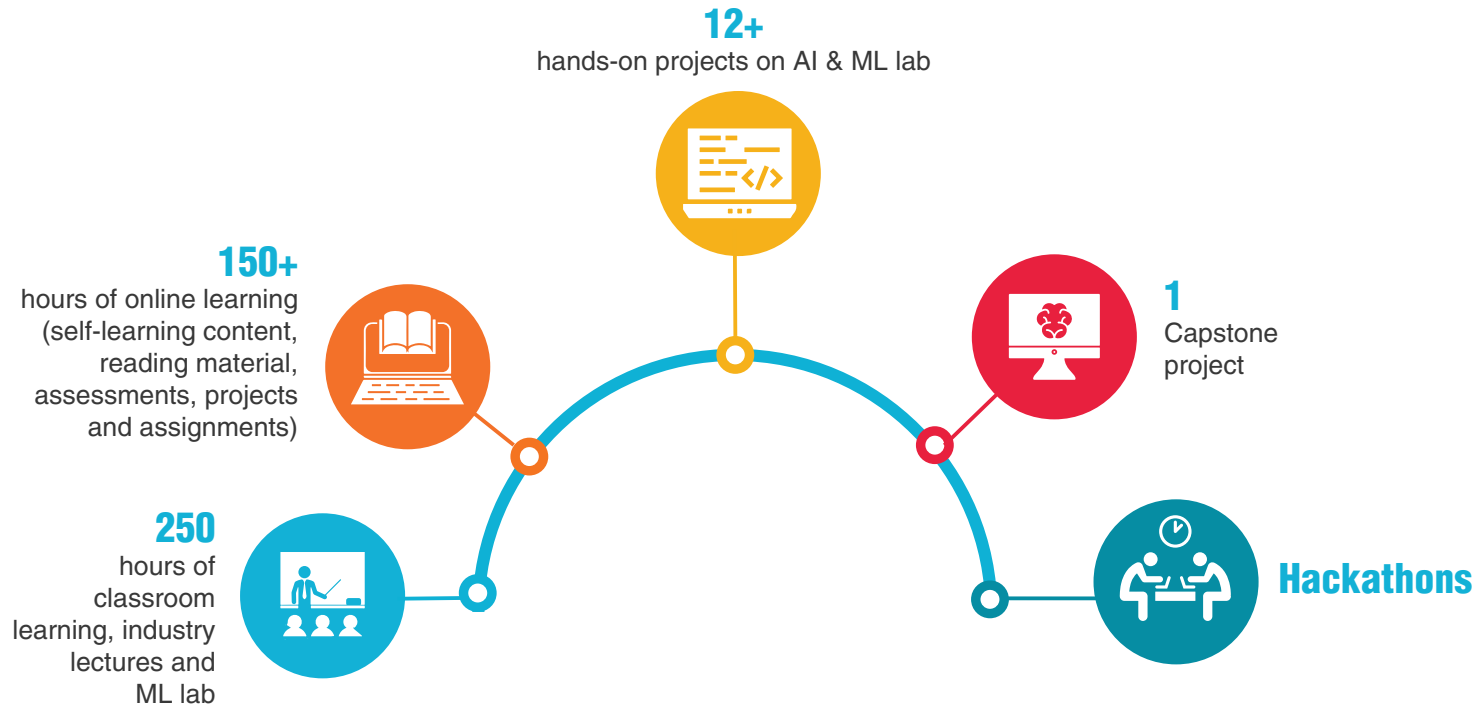 12+
hands-on projects on AI & ML lab
150+
hours of online learning
(self-learning content,
reading material,
assessments, projects
and assignments)
1
Capstone
project
250
hours of
classroom
learning, industry
lectures and
ML lab
Hackathons